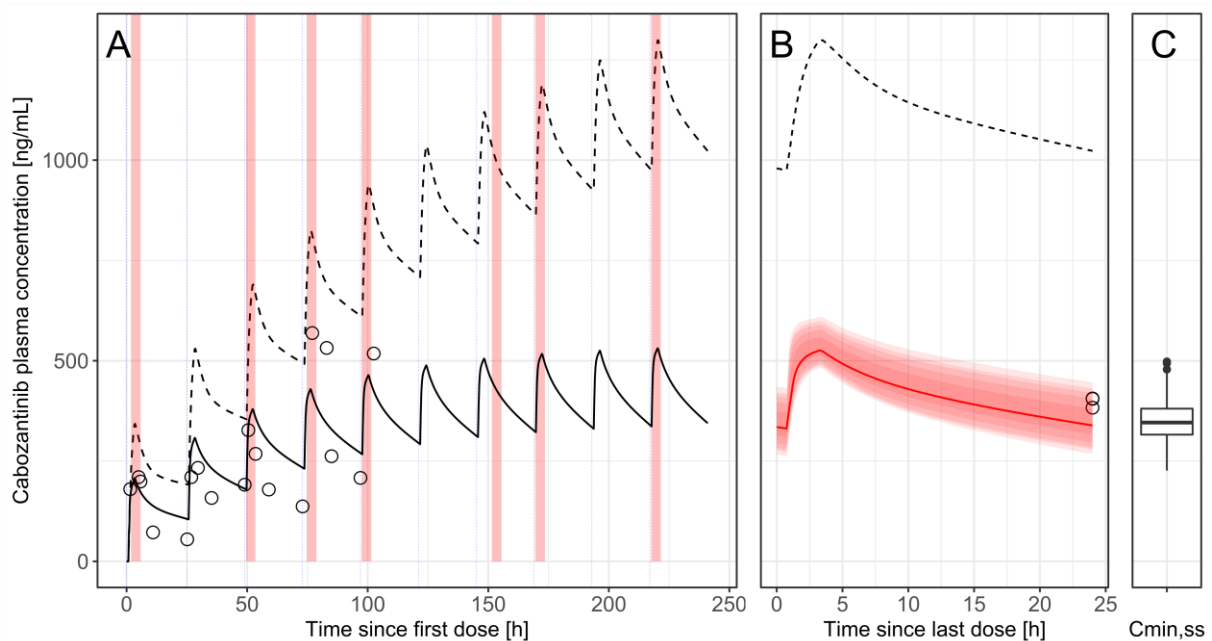 A
B
C
Cabozantinib plasma concentration [ng/mL]
1000
500
0
0 50 100 150 200 250
0 5 10 15 20 25
Time since first dose [h]
Time since last dose [h]
Cmin,ss